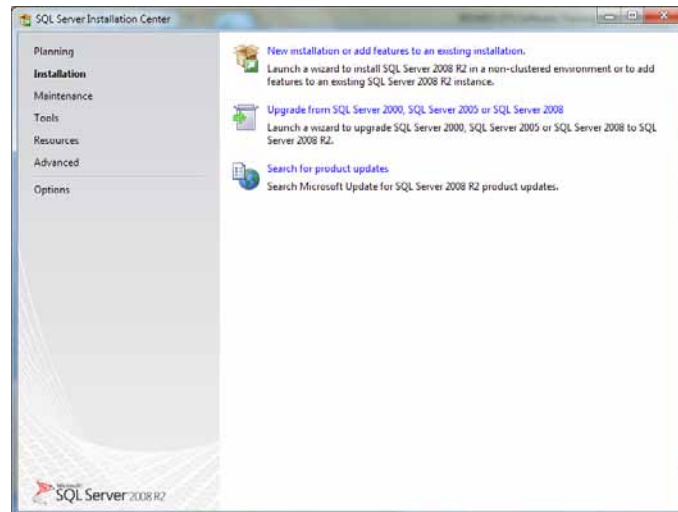 SQL Server Installation Center
Planning
Installation
Maintenance
Tools
Resources
Advanced
Options
New installation or add features to an existing installation.
Launch a wizard to install SQL Server 2008 R2 in a non-clustered environment or to add
features to an existing SQL Server 2008 R2 instance.
Upgrade from SQL Server 2000, SQL Server 2005 or SQL Server 2008
Launch a wizard to upgrade SQL Server 2000, SQL Server 2005 or SQL Server 2008 to SQL
Server 2008 R2.
Search for product updates
Search Microsoft Update for SQL Server 2008 R2 product updates.
Microsoft
SQL Server 2008 R2